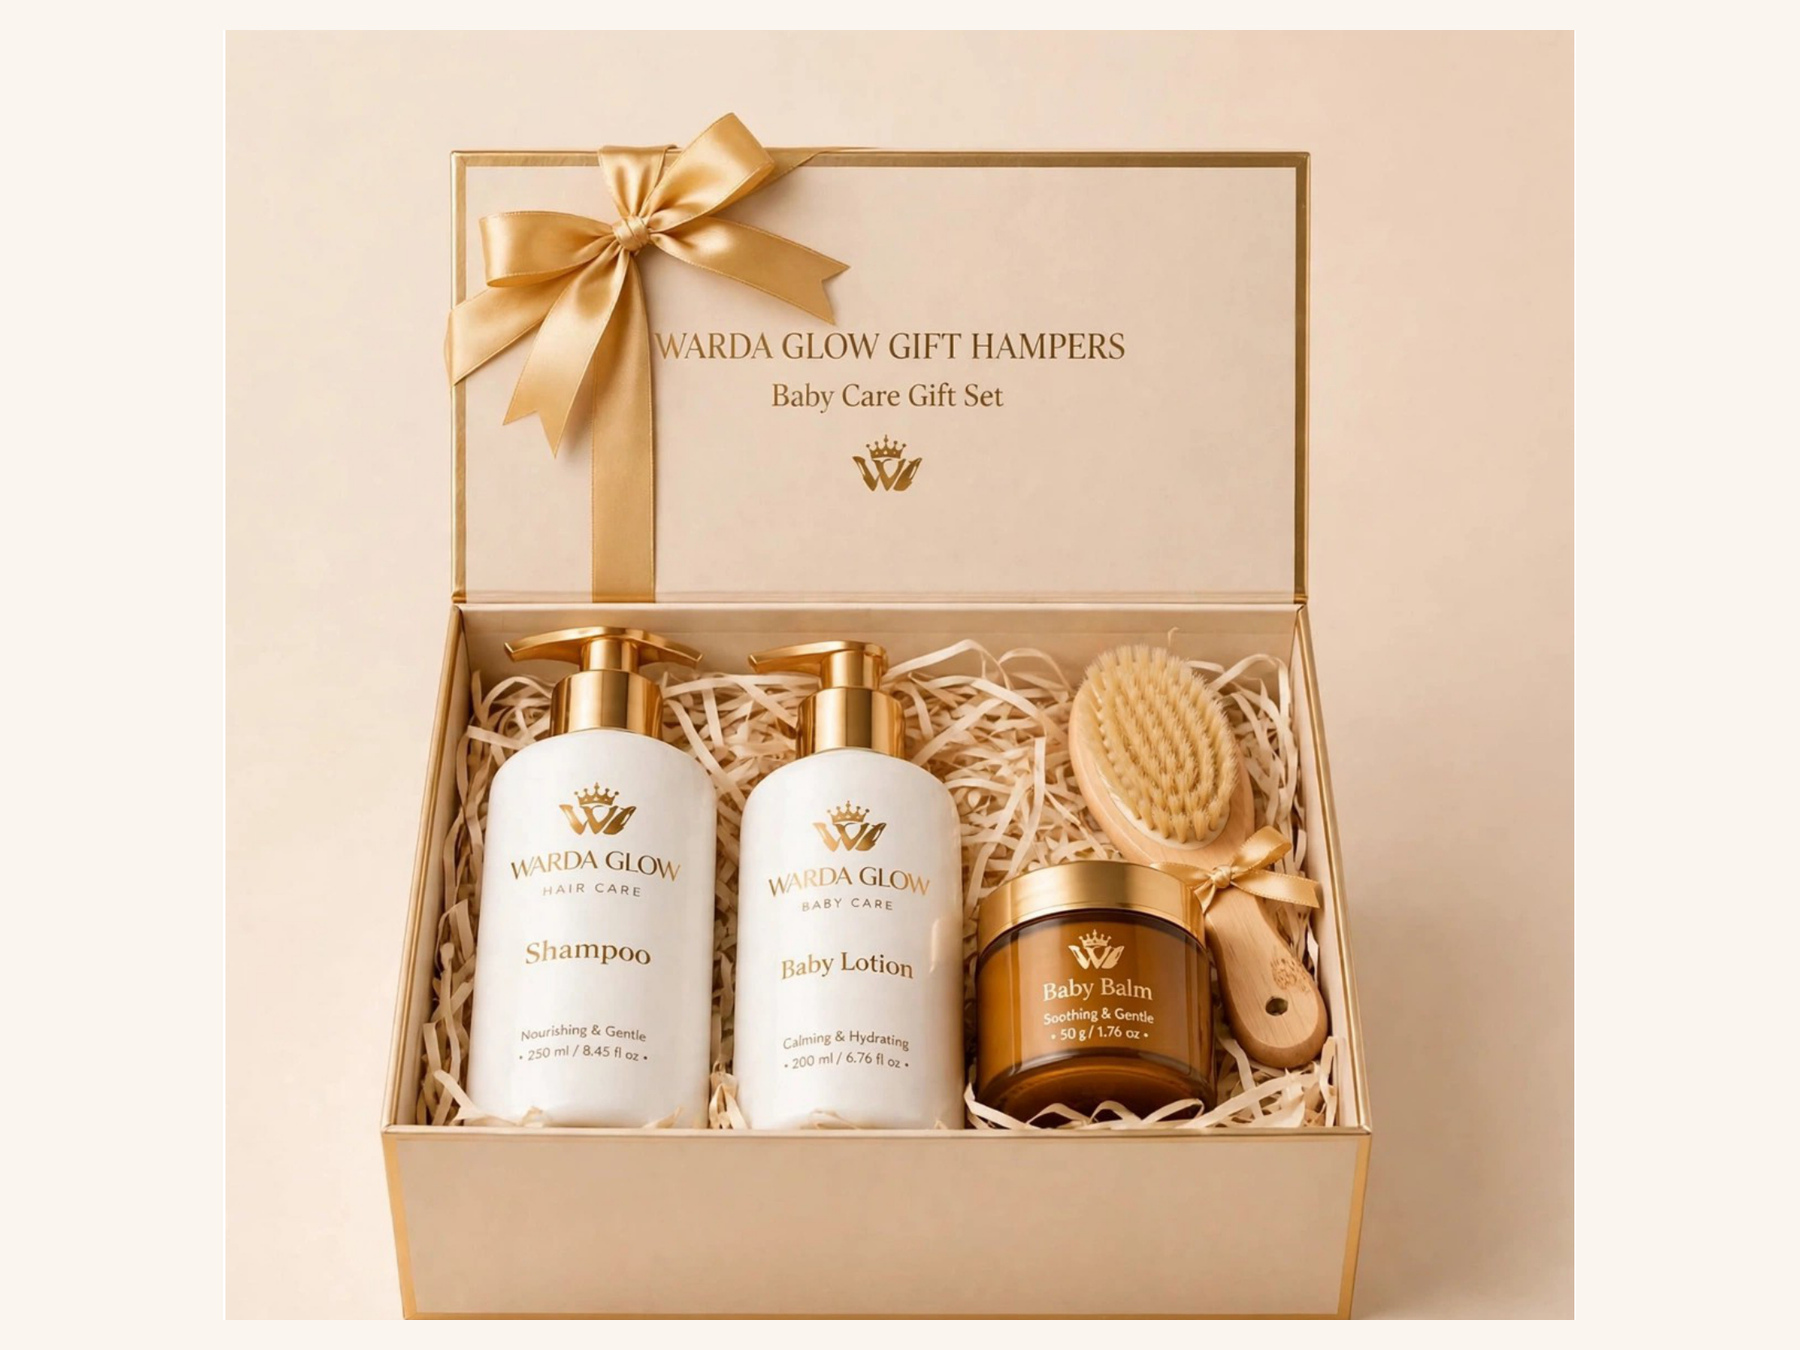 WARDA GLOW GIFT HAMPERS
Baby Care Gift Set
WARDA GLOW
HAIR CARE
Shampoo
Nourishing & Gentle
• 250 ml / 8.45 fl oz •
WARDA GLOW
BABY CARE
Baby Lotion
Calming & Hydrating
• 200 ml / 6.76 fl oz •
Baby Balm
Soothing & Gentle
• 50 g / 1.76 oz •